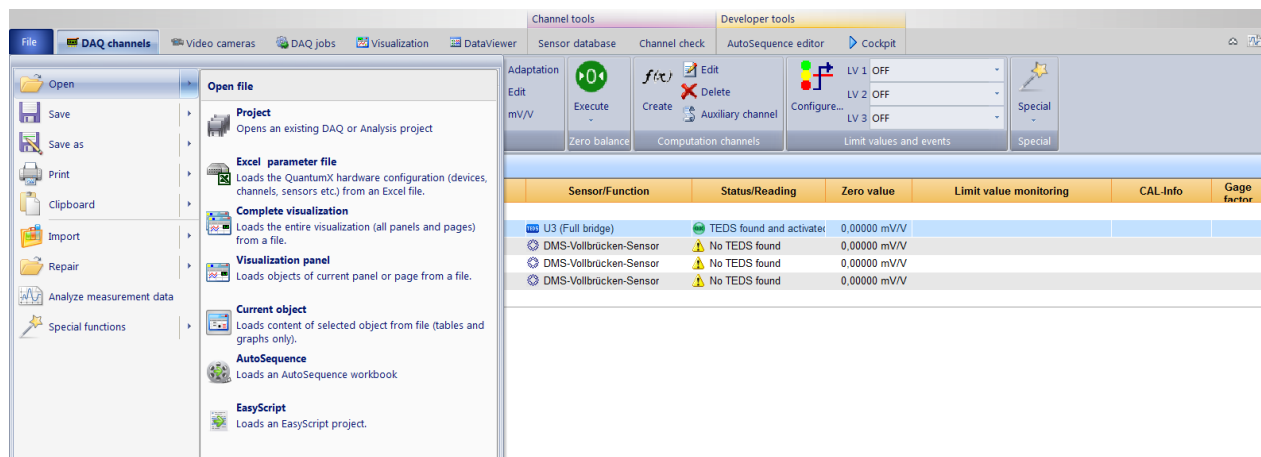 Channel tools
Developer tools
File
DAQ channels
Video cameras
DAQ jobs
Visualization
DataViewer
Sensor database
Channel check
AutoSequence editor
Cockpit
Open
Save
Save as
Print
Clipboard
Import
Repair
Analyze measurement data
Special functions
Open file
Project
Opens an existing DAQ or Analysis project
Excel parameter file
Loads the QuantumX hardware configuration (devices,
channels, sensors etc.) from an Excel file.
Complete visualization
Loads the entire visualization (all panels and pages)
from a file.
Visualization panel
Loads objects of current panel or page from a file.
Current object
Loads content of selected object from file (tables and
graphs only).
AutoSequence
Loads an AutoSequence workbook
EasyScript
Loads an EasyScript project.
Adaptation
Edit
mV/V
0
Execute
Zero balance
f(x)
Create
Edit
Delete
Auxiliary channel
Computation channels
Configure...
LV 1 OFF
LV 2 OFF
LV 3 OFF
Limit values and events
Special
Special
Sensor/Function
Status/Reading
Zero value
Limit value monitoring
CAL-Info
Gage
factor
TEDS U3 (Full bridge) TEDS found and activated 0,00000 mV/V
DMS-Vollbrücken-Sensor No TEDS found 0,00000 mV/V
DMS-Vollbrücken-Sensor No TEDS found 0,00000 mV/V
DMS-Vollbrücken-Sensor No TEDS found 0,00000 mV/V